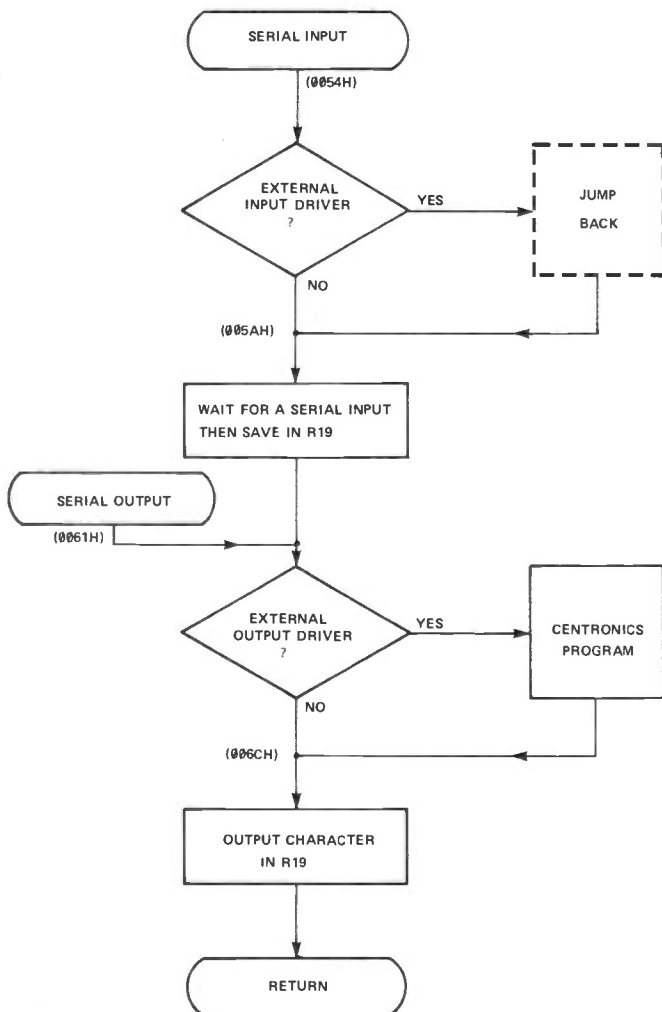 SERIAL INPUT
(0054H)
EXTERNAL
INPUT DRIVER
?
YES
JUMP
BACK
NO
(005AH)
WAIT FOR A SERIAL INPUT
THEN SAVE IN R19
SERIAL OUTPUT
(0061H)
EXTERNAL
OUTPUT DRIVER
?
YES
CENTRONICS
PROGRAM
NO
(006CH)
OUTPUT CHARACTER
IN R19
RETURN